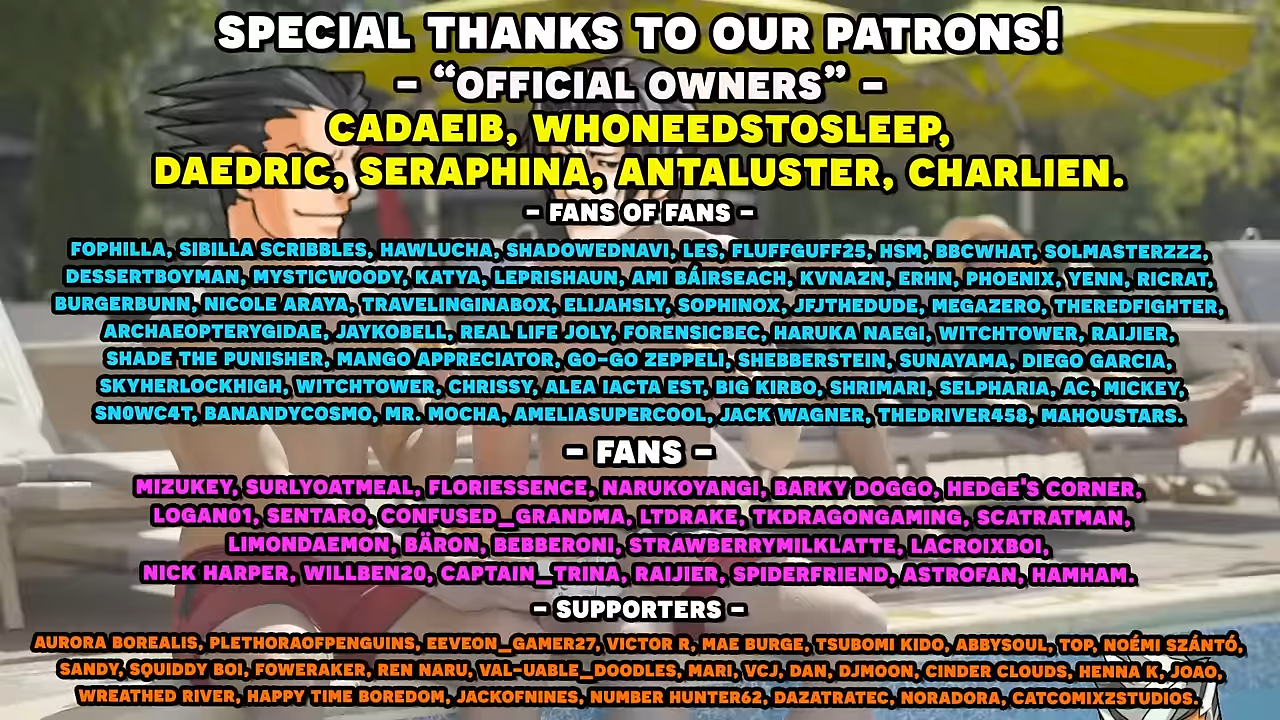 SPECIAL THANKS TO OUR PATRONS!
- "OFFICIAL OWNERS" -
CADAEIB, WHONEEDSTOSLEEP,
DAEDRIC, SERAPHINA, ANTALUSTER, CHARLIEN.
- FANS OF FANS -
FOPHILLA, SIBILLA SCRIBBLES, HAWLUCHA, SHADOWEDNAVI, LES, FLUFFGUFF25, HSM, BBCWHAT, SOLMASTERZZZ,
DESSERTBOYMAN, MYSTICWOODY, KATYA, LEPRISHAUN, AMI BÁIRSEACH, KVNAZN, ERHN, PHOENIX, YENN, RICRAT,
BURGERBUNN, NICOLE ARAYA, TRAVELINGINABOX, ELIJAHSLY, SOPHINOX, JFJTHEDUDE, MEGAZERO, THEREDFIGHTER,
ARCHAEOPTERYGIDAE, JAYKOBELL, REAL LIFE JOLY, FORENSICBEC, HARUKA NAEGI, WITCHTOWER, RAIJIER,
SHADE THE PUNISHER, MANGO APPRECIATOR, GO-GO ZEPPELI, SHEBBERSTEIN, SUNAYAMA, DIEGO GARCIA,
SKYHERLOCKHIGH, WITCHTOWER, CHRISSY, ALEA IACTA EST, BIG KIRBO, SHRIMARI, SELPHARIA, AC, MICKEY,
SN0WC4T, BANANDYCOSMO, MR. MOCHA, AMELIASUPERCOOL, JACK WAGNER, THEDRIVER458, MAHOUSTARS.
- FANS -
MIZUKEY, SURLYOATMEAL, FLORIESSENCE, NARUKOYANGI, BARKY DOGGO, HEDGE'S CORNER,
LOGAN01, SENTARO, CONFUSED_GRANDMA, LTDRAKE, TKDRAGONGAMING, SCATRATMAN,
LIMONDAEMON, BÄRON, BEBBERONI, STRAWBERRYMILKLATTE, LACROIXBOI,
NICK HARPER, WILLBEN20, CAPTAIN_TRINA, RAIJIER, SPIDERFRIEND, ASTROFAN, HAMHAM.
- SUPPORTERS -
AURORA BOREALIS, PLETHORAOFPENGUINS, EEVEON_GAMER27, VICTOR R, MAE BURGE, TSUBOMI KIDO, ABBYSOUL, TOP, NOÉMI SZÁNTÓ,
SANDY, SQUIDDY BOI, FOWERAKER, REN NARU, VAL-UABLE_DOODLES, MARI, VCJ, DAN, DJMOON, CINDER CLOUDS, HENNA K, JOAO,
WREATHED RIVER, HAPPY TIME BOREDOM, JACKOFNINES, NUMBER HUNTER62, DAZATRATEC, NORADORA, CATCOMIXZSTUDIOS.